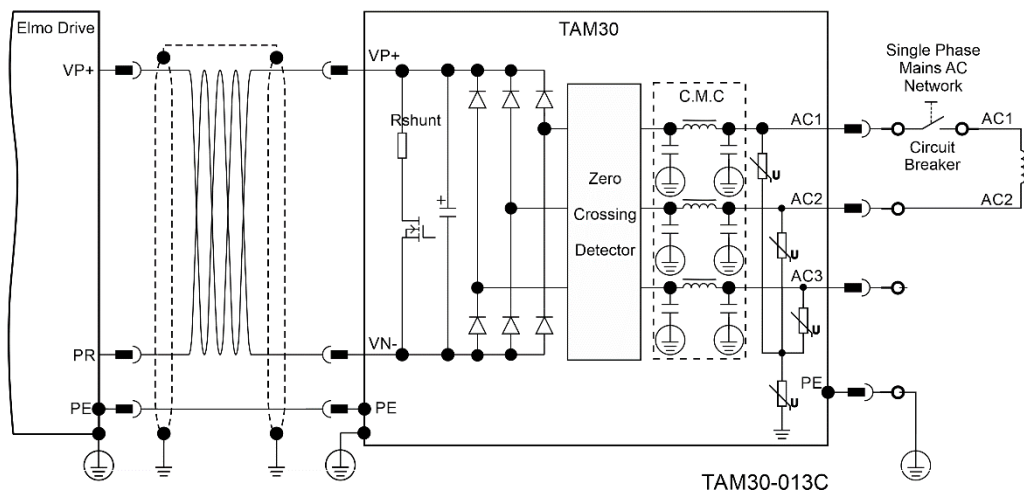 Elmo Drive
TAM30
VP+
VP+
Rshunt
C.M.C
Single Phase
Mains AC
Network
AC1
AC1
Circuit
Breaker
U
Zero
Crossing
Detector
AC2
AC2
U
AC3
U
+
PR
VN-
PE
PE
PE
U
TAM30-013C